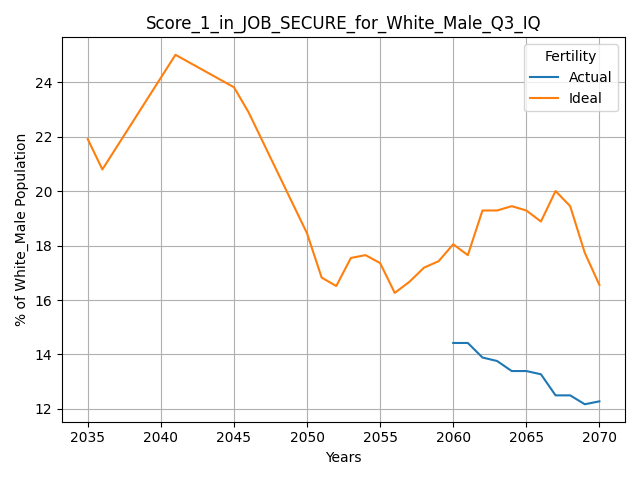 Score_1_in_JOB_SECURE_for_White_Male_Q3_IQ
Fertility
Actual
Ideal
% of White_Male Population
24
22
20
18
16
14
12
2035 2040 2045 2050 2055 2060 2065 2070
Years